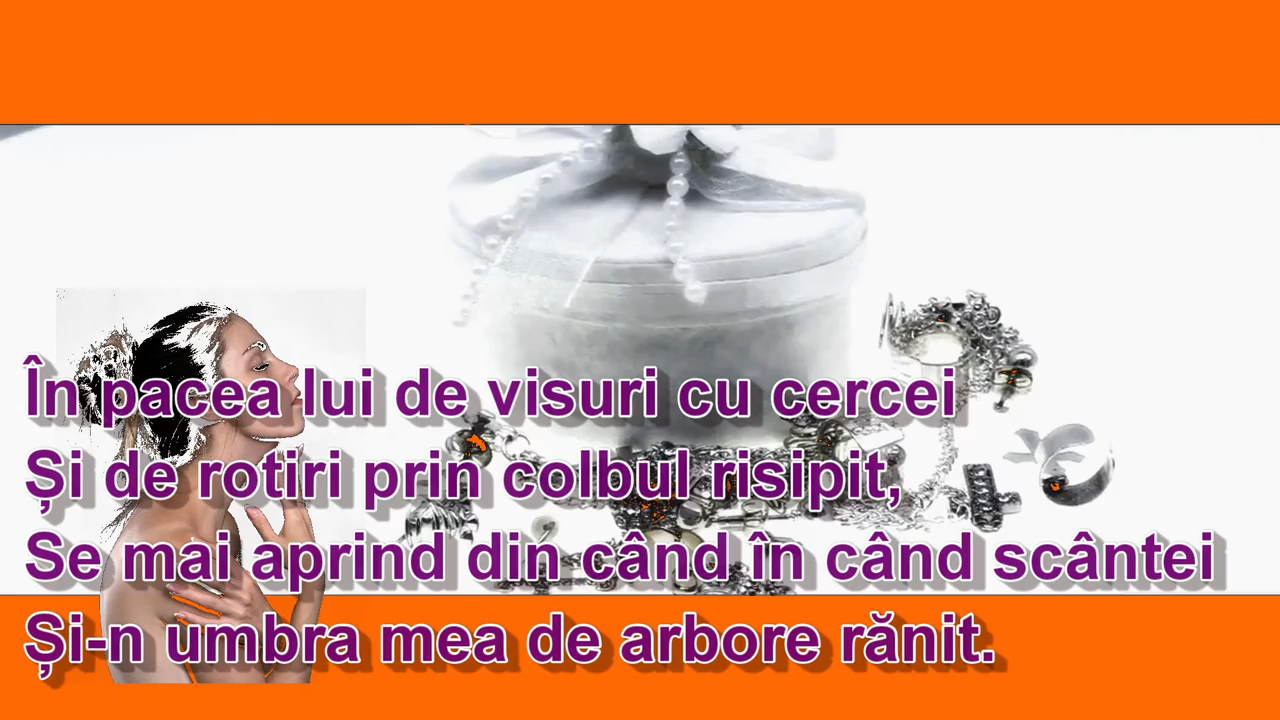 În pacea lui de visuri cu cercei
Și de rotiri prin colbul risipit,
Se mai aprind din când în când scântei
Și-n umbra mea de arbore rănit.